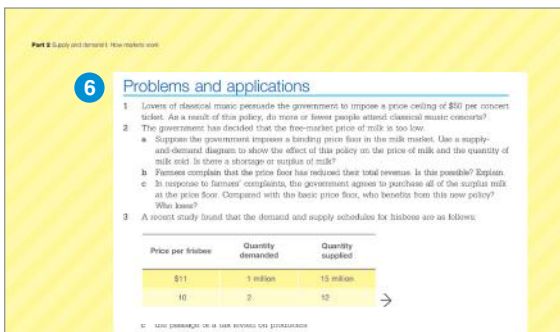 Part 2 Supply and demand I: How markets work
6
Problems and applications
1 Lovers of classical music persuade the government to impose a price ceiling of $50 per concert
ticket. As a result of this policy, do more or fewer people attend classical music concerts?
2 The government has decided that the free-market price of milk is too low.
a Suppose the government imposes a binding price floor in the milk market. Use a supply-
and-demand diagram to show the effect of this policy on the price of milk and the quantity of
milk sold. Is there a shortage or surplus of milk?
b Farmers complain that the price floor has reduced their total revenue. Is this possible? Explain.
c In response to farmers' complaints, the government agrees to purchase all of the surplus milk
at the price floor. Compared with the basic price floor, who benefits from this new policy?
Who loses?
3 A recent study found that the demand and supply schedules for frisbees are as follows:
Price per frisbee Quantity demanded Quantity supplied
$11 1 million 15 million
10 2 12
c the passage of a tax levied on producers